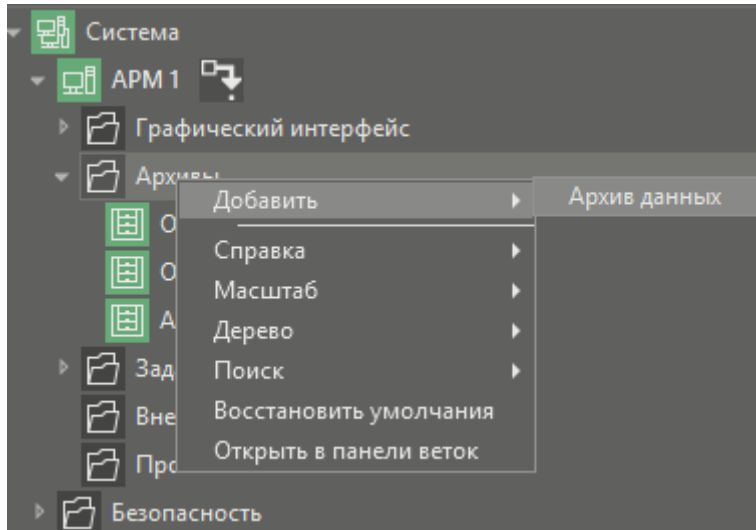 Система
АРМ 1
Графический интерфейс
Архивы
Добавить
Архив данных
Справка
Масштаб
Дерево
Поиск
Восстановить умолчания
Открыть в панели веток
Безопасность